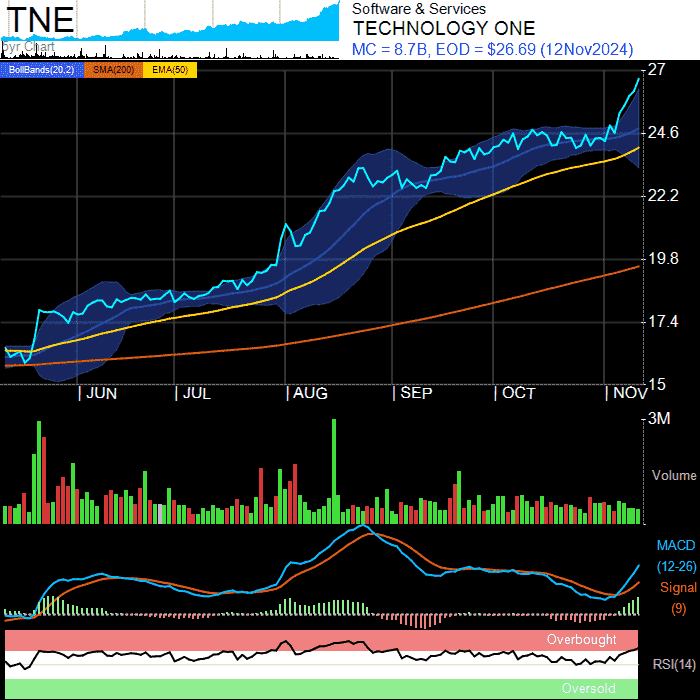 TNE
byr Chart
Software & Services
TECHNOLOGY ONE
MC = 8.7B, EOD = $26.69 (12Nov2024)
BollBands(20,2) SMA(200) EMA(50)
27
24.6
22.2
19.8
17.4
15
JUN JUL AUG SEP OCT NOV
3M
Volume
MACD
(12-26)
Signal
(9)
Overbought
RSI(14)
Oversold